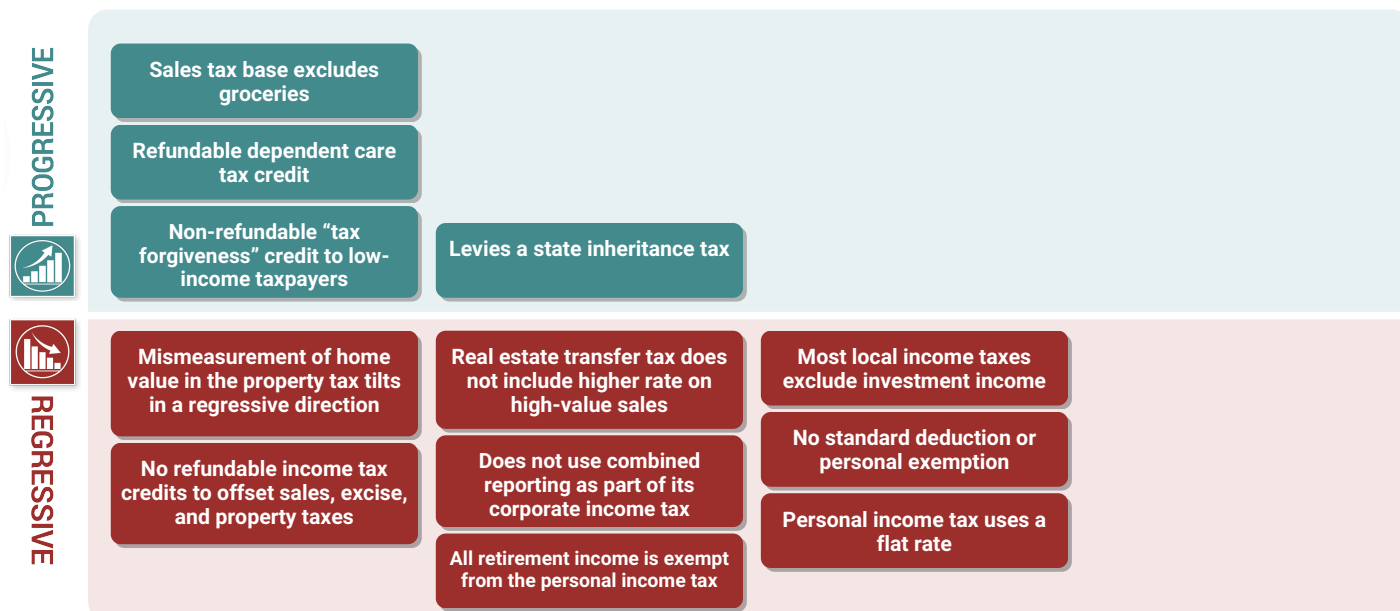 PROGRESSIVE
Sales tax base excludes
groceries
Refundable dependent care
tax credit
Non-refundable “tax
forgiveness” credit to low-
income taxpayers
Levies a state inheritance tax
REGRESSIVE
Mismeasurement of home
value in the property tax tilts
in a regressive direction
No refundable income tax
credits to offset sales, excise,
and property taxes
Real estate transfer tax does
not include higher rate on
high-value sales
Does not use combined
reporting as part of its
corporate income tax
All retirement income is exempt
from the personal income tax
Most local income taxes
exclude investment income
No standard deduction or
personal exemption
Personal income tax uses a
flat rate